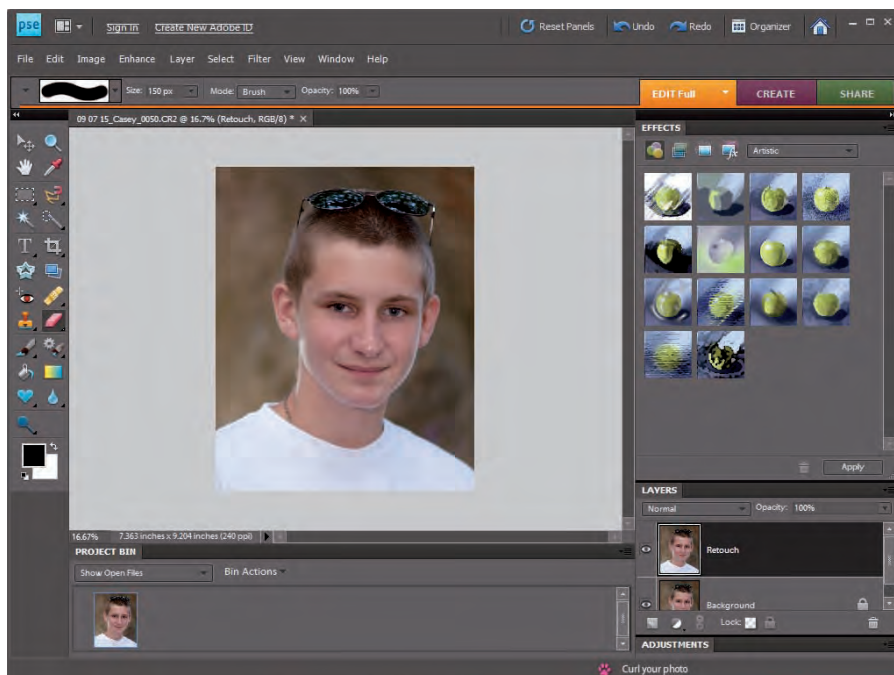 pse Sign In Create New Adobe ID Reset Panels Undo Redo Organizer
File Edit Image Enhance Layer Select Filter View Window Help
Size: 150 px Mode: Brush Opacity: 100% EDIT Full CREATE SHARE
09 07 15_Casey_0050.CR2 @ 16.7% (Retouch, RGB/8) *
EFFECTS
Artistic
Apply
LAYERS
Normal Opacity: 100%
Retouch
Background
Lock:
ADJUSTMENTS
16.67% 7.363 inches x 9.204 inches (240 ppi)
PROJECT BIN
Show Open Files Bin Actions
Curl your photo